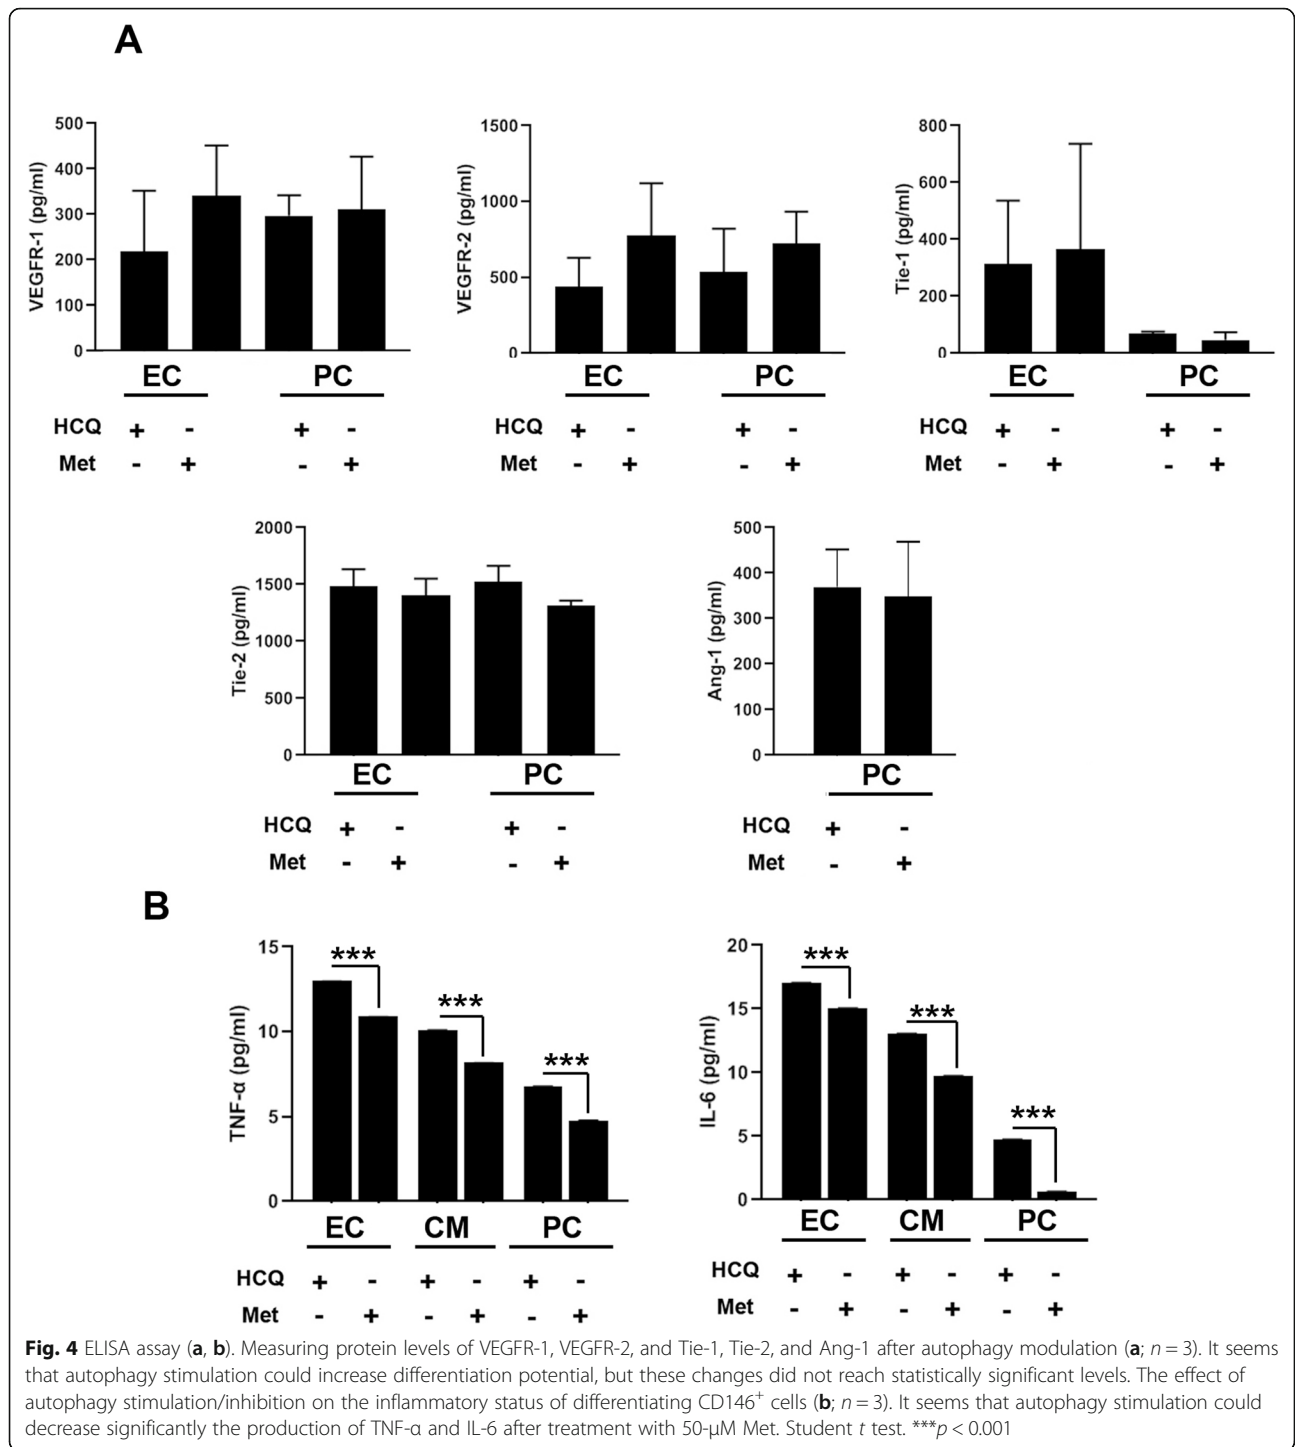 A
500
400
300
200
100
0
VEGFR-1 (pg/ml)
EC PC
HCQ + - + -
Met - + - +
1500
1000
500
0
VEGFR-2 (pg/ml)
EC PC
HCQ + - + -
Met - + - +
800
600
400
200
0
Tie-1 (pg/ml)
EC PC
HCQ + - + -
Met - + - +
2000
1500
1000
500
0
Tie-2 (pg/ml)
EC PC
HCQ + - + -
Met - + - +
500
400
300
200
100
0
Ang-1 (pg/ml)
PC
HCQ + -
Met - +
B
15
10
5
0
TNF-α (pg/ml)
*** *** ***
EC CM PC
HCQ + - + - + -
Met - + - + - +
20
15
10
5
0
IL-6 (pg/ml)
*** *** ***
EC CM PC
HCQ + - + - + -
Met - + - + - +
Fig. 4 ELISA assay (a, b). Measuring protein levels of VEGFR-1, VEGFR-2, and Tie-1, Tie-2, and Ang-1 after autophagy modulation (a; n = 3). It seems
that autophagy stimulation could increase differentiation potential, but these changes did not reach statistically significant levels. The effect of
autophagy stimulation/inhibition on the inflammatory status of differentiating CD146⁺ cells (b; n = 3). It seems that autophagy stimulation could
decrease significantly the production of TNF-α and IL-6 after treatment with 50-μM Met. Student t test. ***p < 0.001